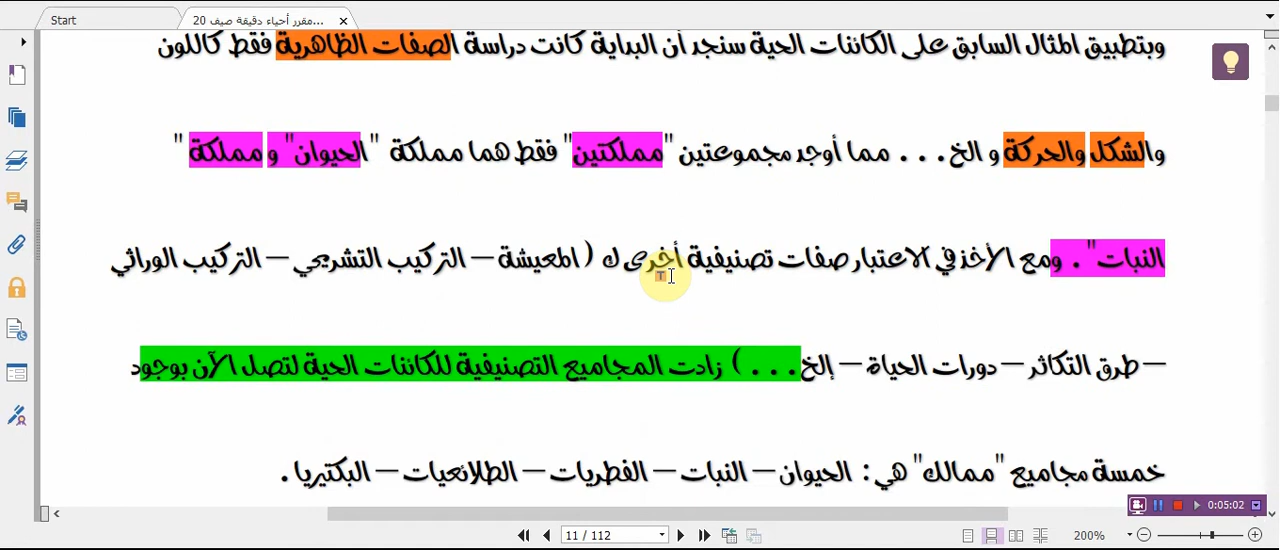 Start
مقرر أحياء دقيقة صيف 20...
وبتطبيق المثال السابق على الكائنات الحية سنجد أن البداية كانت دراسة الصفات الظاهرية فقط كاللون
والشكل والحركة و الخ... مما أوجد مجموعتين "مملكتين" فقط هما مملكة "الحيوان" و مملكة "
النبات". ومع الأخذ في الاعتبار صفات تصنيفية أخرى ك ( المعيشة – التركيب التشريحي – التركيب الوراثي
– طرق التكاثر – دورات الحياة – إلخ... ) زادت المجاميع التصنيفية للكائنات الحية لتصل الآن بوجود
خمسة مجاميع "ممالك" هي: الحيوان – النبات – الفطريات – الطلائعيات – البكتيريا.
0:05:02
11 / 112
200%